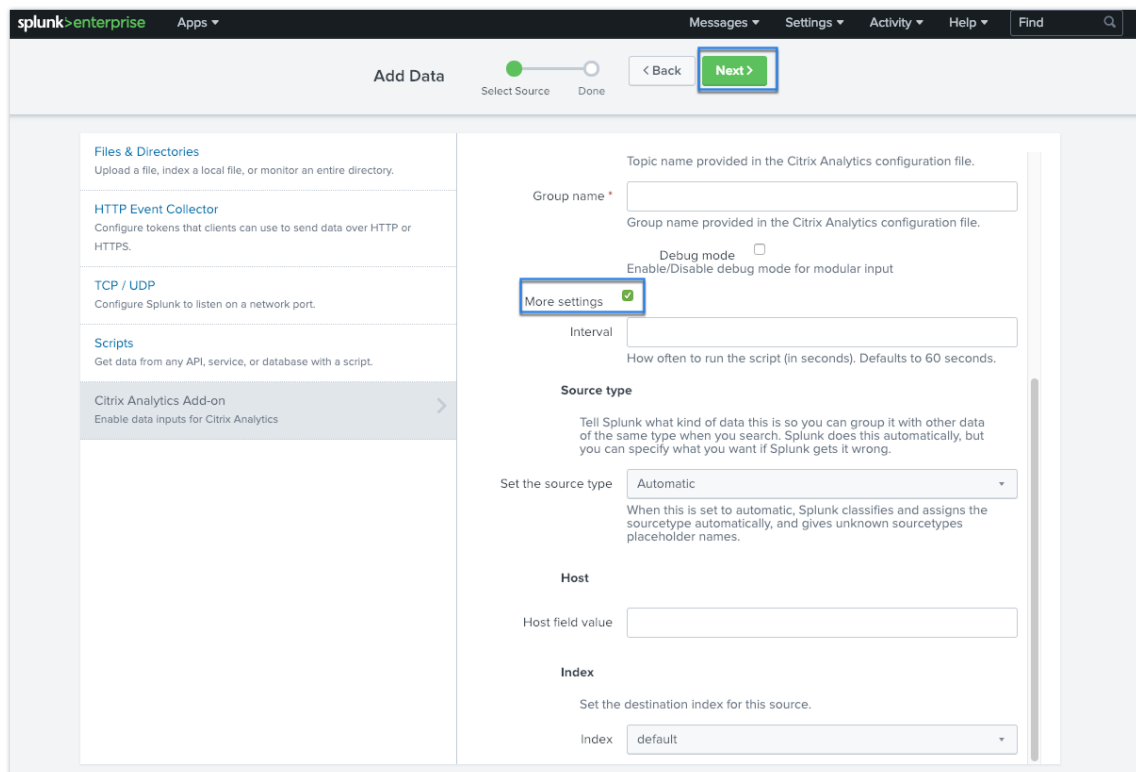 splunk>enterprise Apps Messages Settings Activity Help Find
Add Data
Select Source Done
< Back Next >
Files & Directories
Upload a file, index a local file, or monitor an entire directory.
HTTP Event Collector
Configure tokens that clients can use to send data over HTTP or
HTTPS.
TCP / UDP
Configure Splunk to listen on a network port.
Scripts
Get data from any API, service, or database with a script.
Citrix Analytics Add-on
Enable data inputs for Citrix Analytics
Topic name provided in the Citrix Analytics configuration file.
Group name *
Group name provided in the Citrix Analytics configuration file.
Debug mode
Enable/Disable debug mode for modular input
More settings
Interval
How often to run the script (in seconds). Defaults to 60 seconds.
Source type
Tell Splunk what kind of data this is so you can group it with other data
of the same type when you search. Splunk does this automatically, but
you can specify what you want if Splunk gets it wrong.
Set the source type Automatic
When this is set to automatic, Splunk classifies and assigns the
sourcetype automatically, and gives unknown sourcetypes
placeholder names.
Host
Host field value
Index
Set the destination index for this source.
Index default